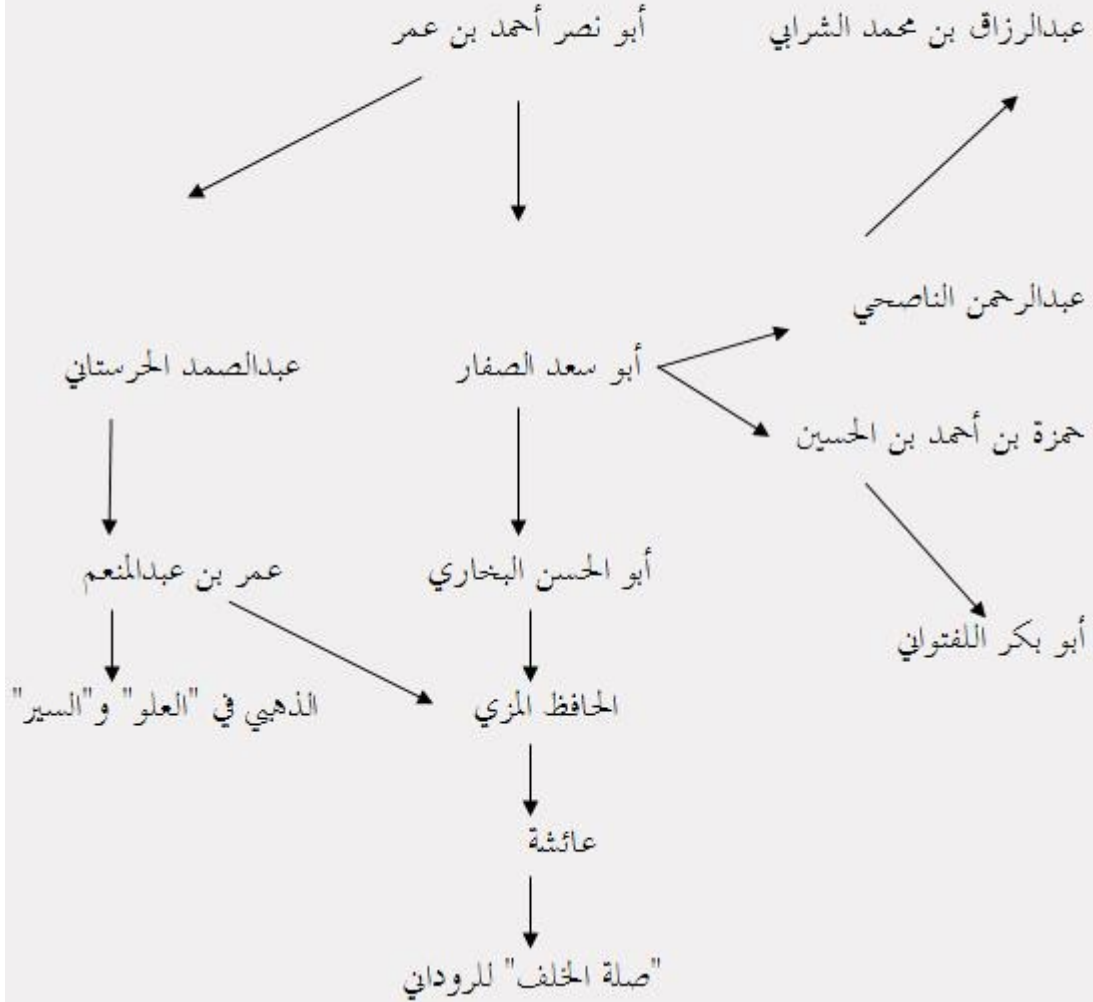 عبدالرزاق بن محمد الشرابي
أبو نصر أحمد بن عمر
عبدالرحمن الناصحي
أبو سعد الصفار
عبدالصمد الحرستاني
حمزة بن أحمد بن الحسين
أبو الحسن البخاري
عمر بن عبدالمنعم
أبو بكر اللفتواني
الحافظ المزي
الذهبي في "العلو" و"السير"
عائشة
"صلة الخلف" للروداني